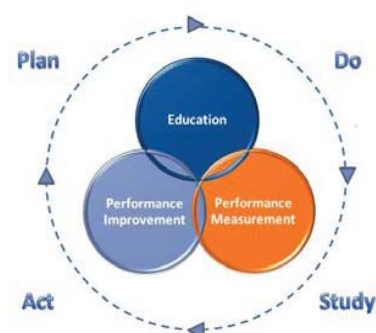 Plan
Do
Education
Performance
Improvement
Performance
Measurement
Act
Study